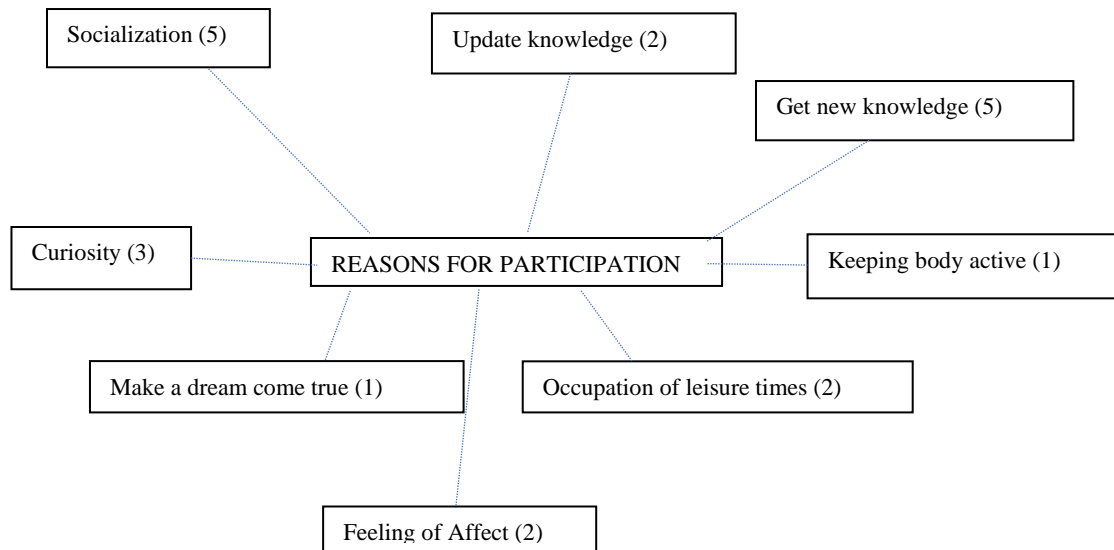 Socialization (5)
Update knowledge (2)
Get new knowledge (5)
Curiosity (3)
REASONS FOR PARTICIPATION
Keeping body active (1)
Make a dream come true (1)
Occupation of leisure times (2)
Feeling of Affect (2)